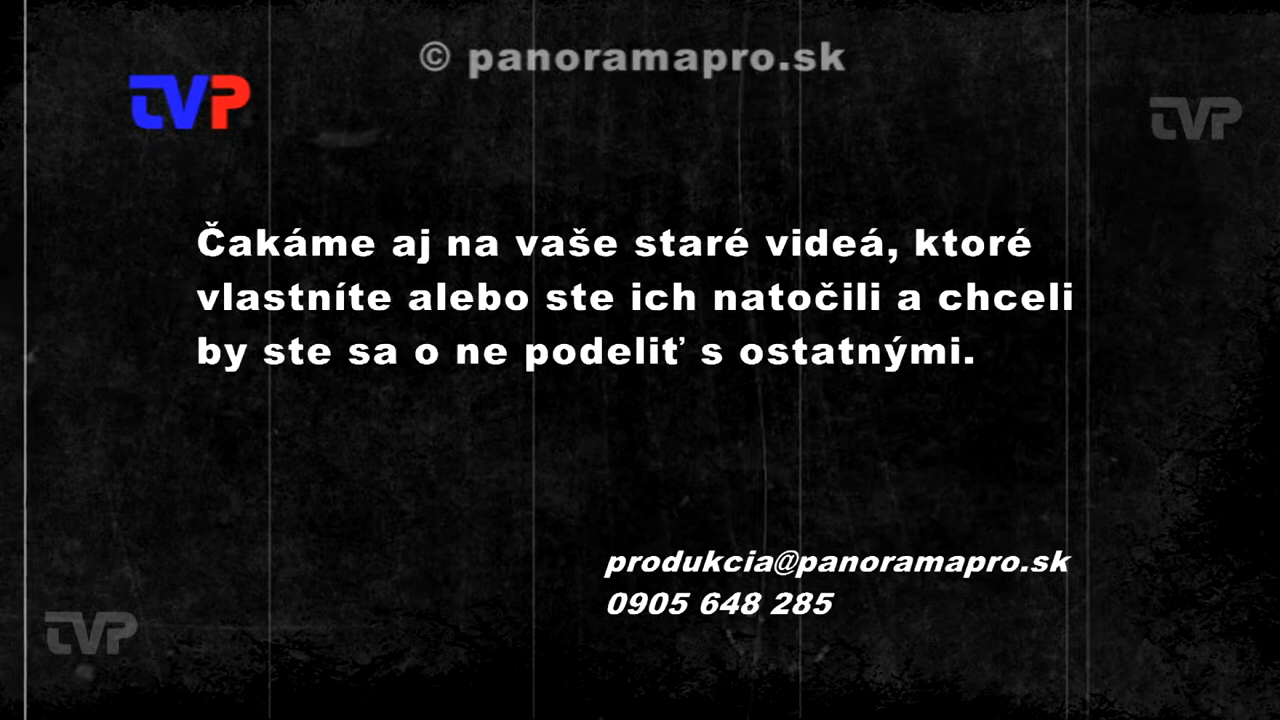 © panoramapro.sk
TVP
TVP
Čakáme aj na vaše staré videá, ktoré
vlastníte alebo ste ich natočili a chceli
by ste sa o ne podeliť s ostatnými.
produkcia@panoramapro.sk
0905 648 285
TVP